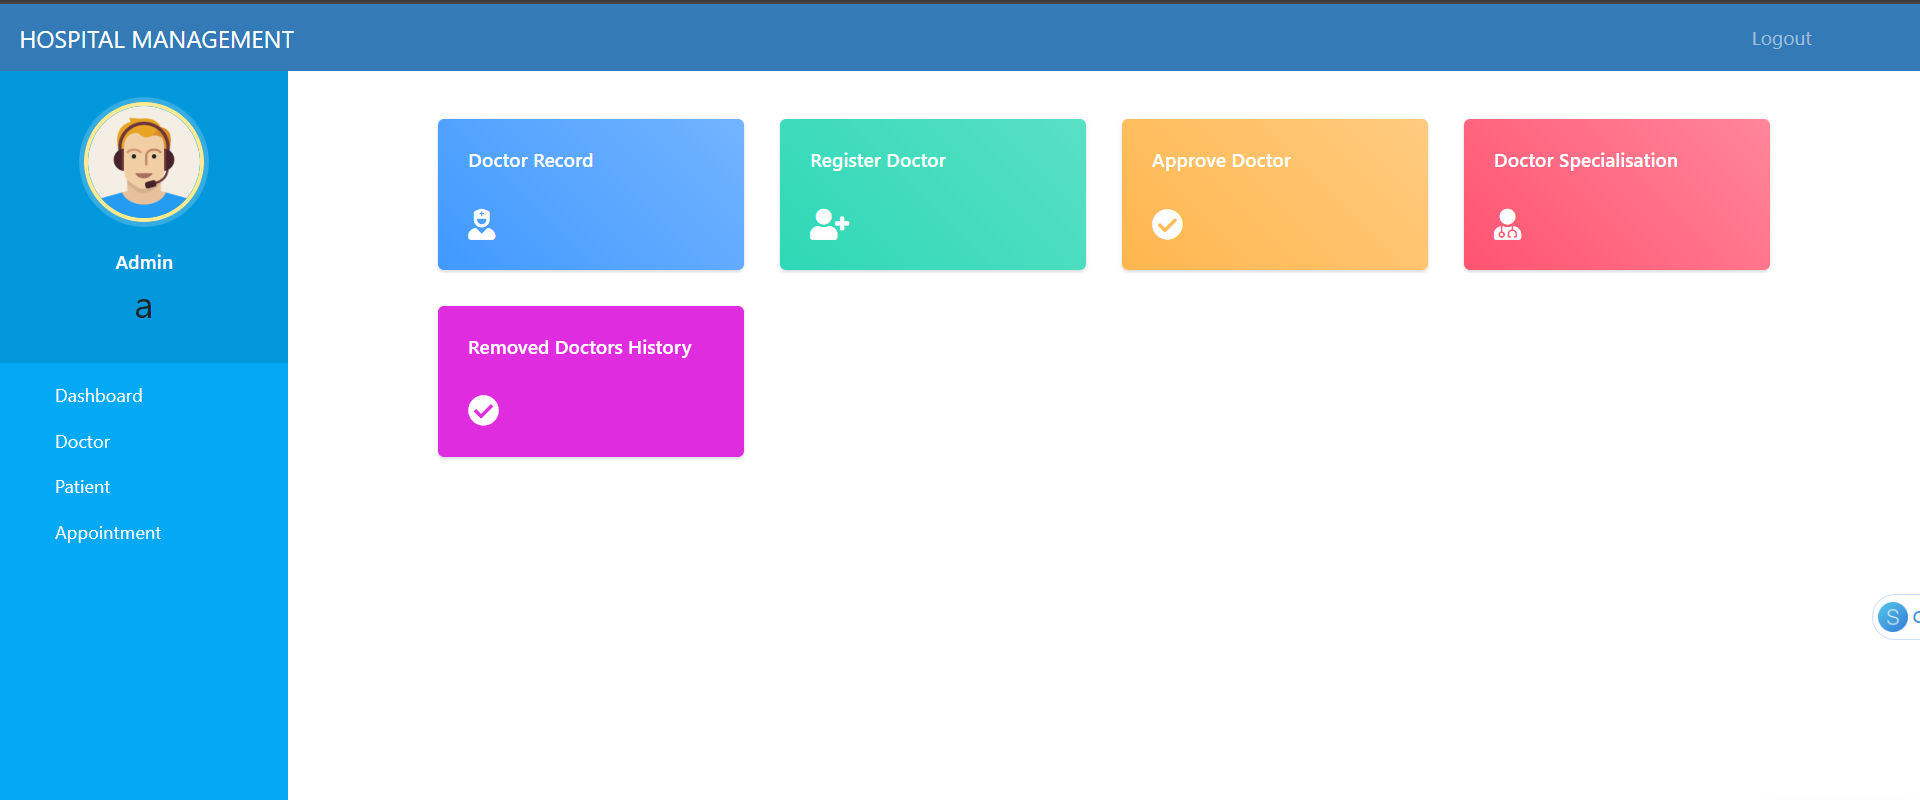 HOSPITAL MANAGEMENT
Logout
Admin
a
Dashboard
Doctor
Patient
Appointment
Doctor Record
Register Doctor
Approve Doctor
Doctor Specialisation
Removed Doctors History
S